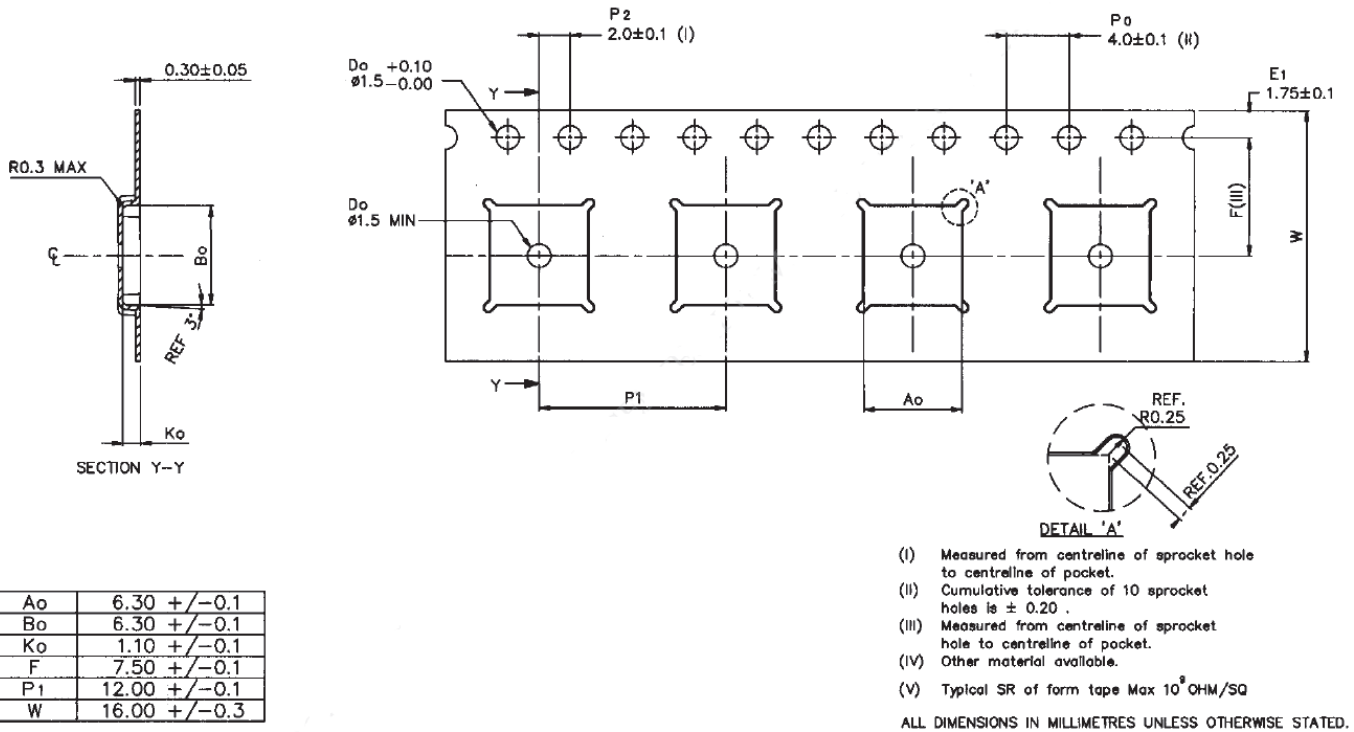 P2
2.0±0.1 (I)
Po
4.0±0.1 (II)
0.30±0.05
Do +0.10
ø1.5-0.00
Y
E1
1.75±0.1
R0.3 MAX
'A'
Do
ø1.5 MIN
F(III)
W
℄
Bo
REF 3°
Y
P1
Ao
Ko
SECTION Y-Y
REF.
R0.25
REF.0.25
DETAIL 'A'
(I) Measured from centreline of sprocket hole
to centreline of pocket.
(II) Cumulative tolerance of 10 sprocket
holes is ± 0.20 .
(III) Measured from centreline of sprocket
hole to centreline of pocket.
(IV) Other material available.
(V) Typical SR of form tape Max 10⁹ OHM/SQ
ALL DIMENSIONS IN MILLIMETRES UNLESS OTHERWISE STATED.
Ao 6.30 +/-0.1
Bo 6.30 +/-0.1
Ko 1.10 +/-0.1
F 7.50 +/-0.1
P1 12.00 +/-0.1
W 16.00 +/-0.3